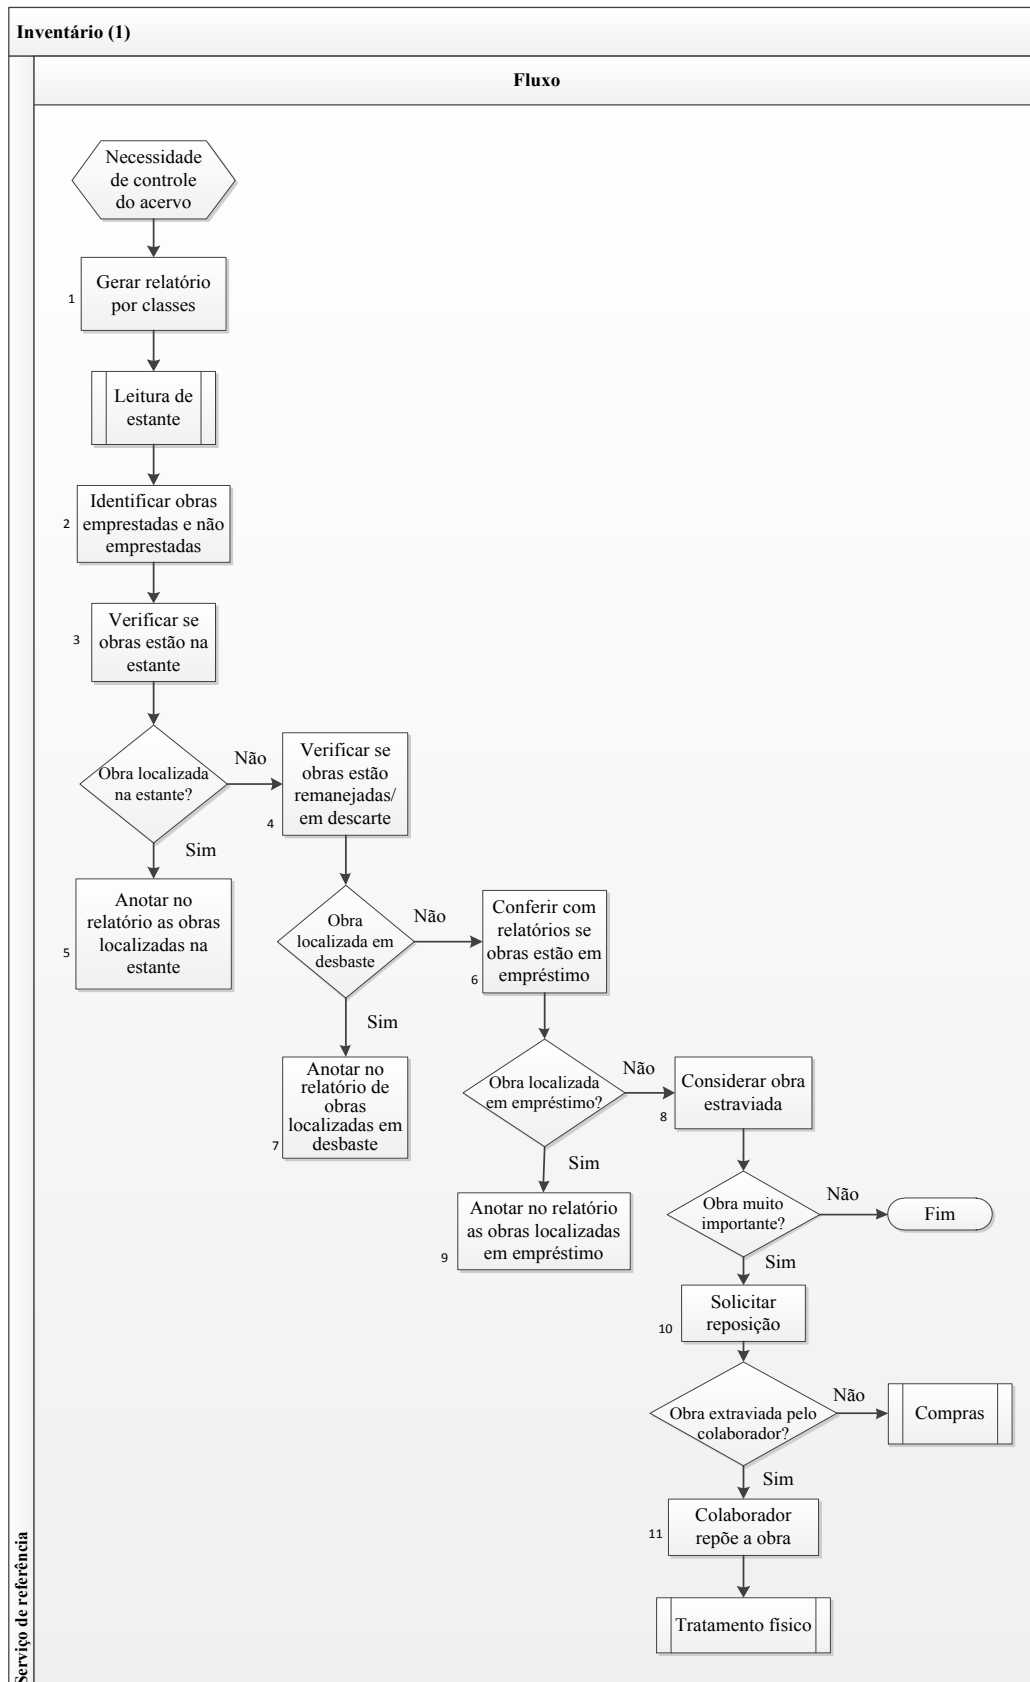 Inventário (1)
Fluxo
Serviço de referência
Necessidade
de controle
do acervo
1
Gerar relatório
por classes
Leitura de
estante
2
Identificar obras
emprestadas e não
emprestadas
3
Verificar se
obras estão na
estante
Obra localizada
na estante?
Não
Sim
4
Verificar se
obras estão
remanejadas/
em descarte
5
Anotar no
relatório as obras
localizadas na
estante
Obra
localizada em
desbaste
Não
Sim
6
Conferir com
relatórios se
obras estão em
empréstimo
7
Anotar no
relatório de
obras
localizadas em
desbaste
Obra localizada
em empréstimo?
Não
Sim
8
Considerar obra
estraviada
9
Anotar no relatório
as obras localizadas
em empréstimo
Obra muito
importante?
Não
Fim
Sim
10
Solicitar
reposição
Obra extraviada pelo
colaborador?
Não
Compras
Sim
11
Colaborador
repõe a obra
Tratamento físico